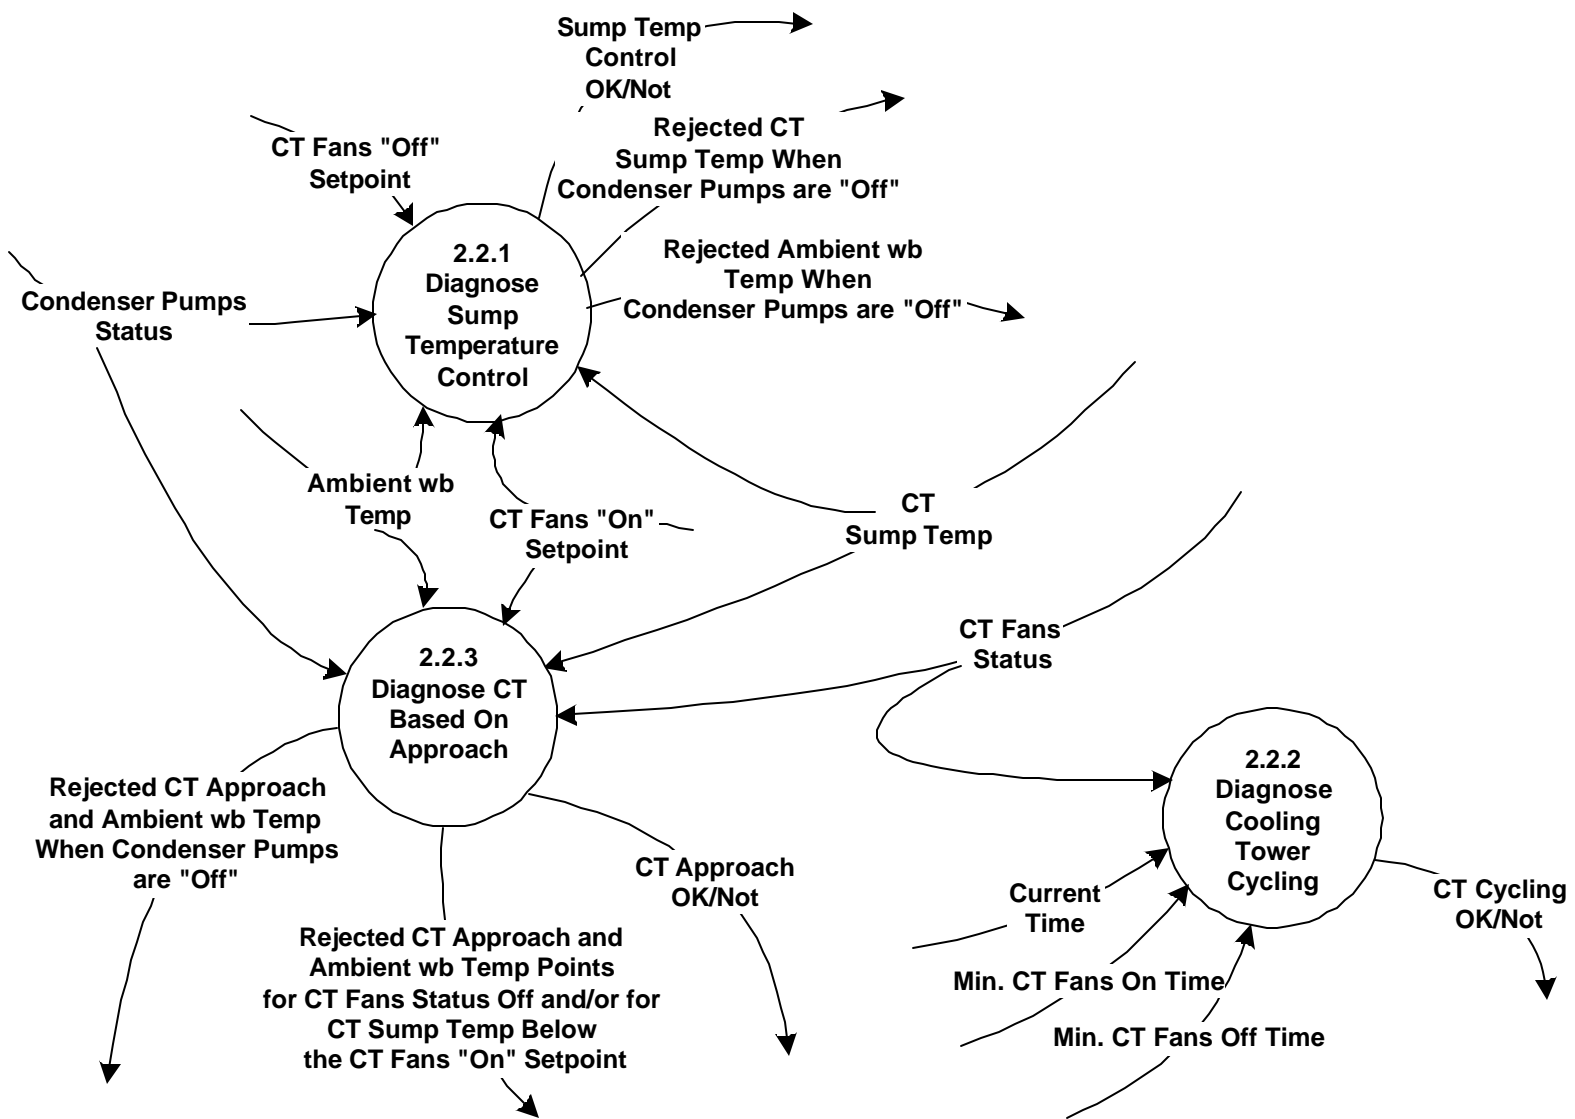 Sump Temp
Control
OK/Not
Rejected CT
Sump Temp When
Condenser Pumps are "Off"
CT Fans "Off"
Setpoint
2.2.1
Diagnose
Sump
Temperature
Control
Rejected Ambient wb
Temp When
Condenser Pumps are "Off"
Condenser Pumps
Status
Ambient wb
Temp
CT Fans "On"
Setpoint
CT
Sump Temp
CT Fans
Status
2.2.3
Diagnose CT
Based On
Approach
2.2.2
Diagnose
Cooling
Tower
Cycling
Rejected CT Approach
and Ambient wb Temp
When Condenser Pumps
are "Off"
CT Approach
OK/Not
Rejected CT Approach and
Ambient wb Temp Points
for CT Fans Status Off and/or for
CT Sump Temp Below
the CT Fans "On" Setpoint
Current
Time
CT Cycling
OK/Not
Min. CT Fans On Time
Min. CT Fans Off Time